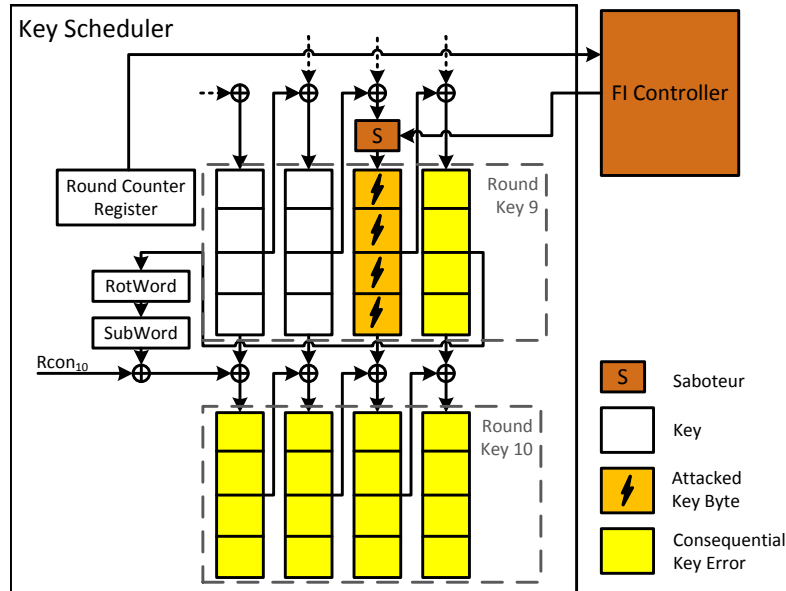 Key Scheduler
FI Controller
S
Round Counter
Register
Round
Key 9
RotWord
SubWord
Rcon₁₀
Round
Key 10
S
Saboteur
Key
Attacked
Key Byte
Consequential
Key Error